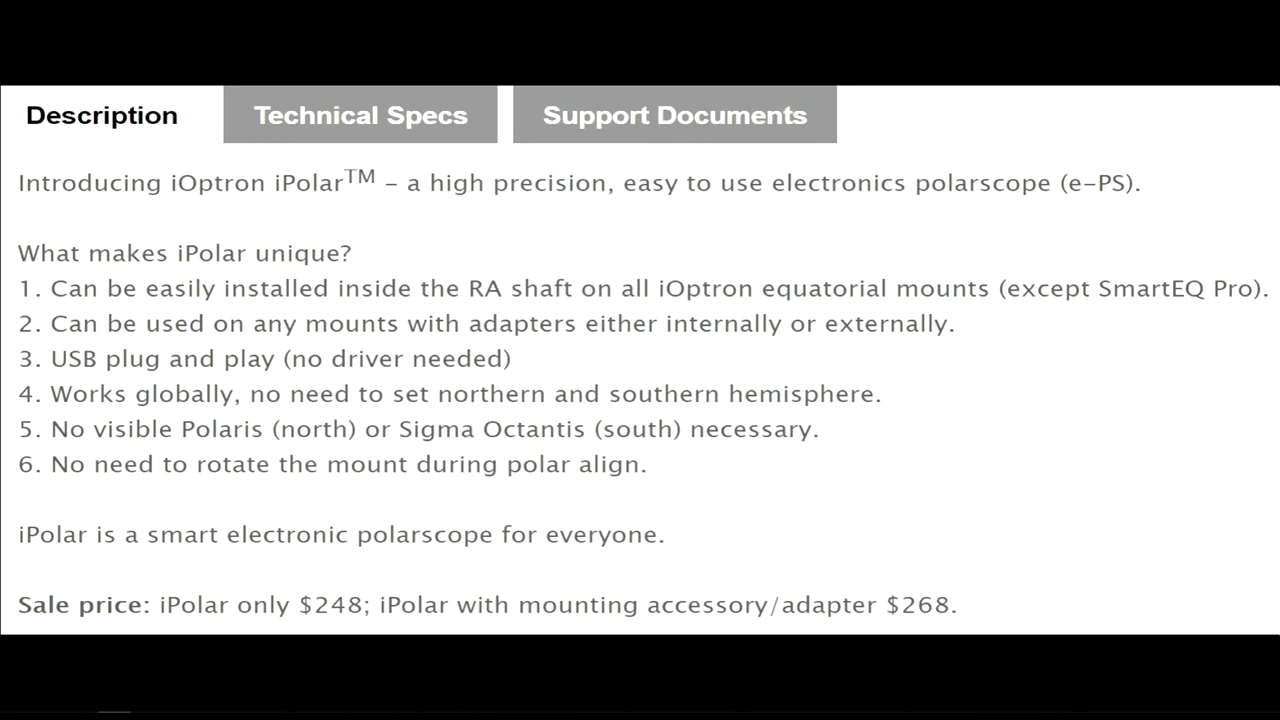 Description Technical Specs Support Documents
Introducing iOptron iPolar™ – a high precision, easy to use electronics polarscope (e-PS).
What makes iPolar unique?
1. Can be easily installed inside the RA shaft on all iOptron equatorial mounts (except SmartEQ Pro).
2. Can be used on any mounts with adapters either internally or externally.
3. USB plug and play (no driver needed)
4. Works globally, no need to set northern and southern hemisphere.
5. No visible Polaris (north) or Sigma Octantis (south) necessary.
6. No need to rotate the mount during polar align.
iPolar is a smart electronic polarscope for everyone.
Sale price: iPolar only $248; iPolar with mounting accessory/adapter $268.